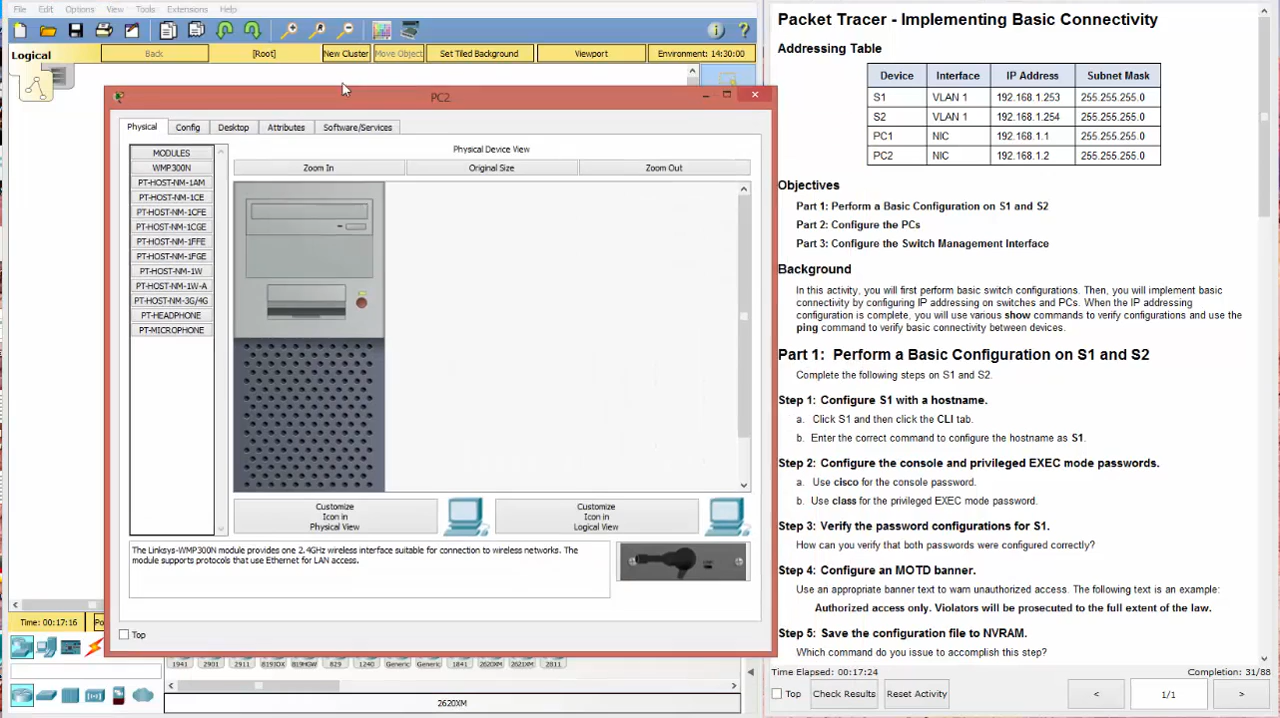 File Edit Options View Tools Extensions Help
Logical
Back
[Root]
New Cluster
Move Object
Set Tiled Background
Viewport
Environment: 14:30:00
PC2
Physical
Config
Desktop
Attributes
Software/Services
MODULES
WMP300N
PT-HOST-NM-1AM
PT-HOST-NM-1CE
PT-HOST-NM-1CFE
PT-HOST-NM-1CGE
PT-HOST-NM-1FFE
PT-HOST-NM-1FGE
PT-HOST-NM-1W
PT-HOST-NM-1W-A
PT-HOST-NM-3G/4G
PT-HEADPHONE
PT-MICROPHONE
Physical Device View
Zoom In
Original Size
Zoom Out
Customize
Icon in
Physical View
Customize
Icon in
Logical View
The Linksys-WMP300N module provides one 2.4GHz wireless interface suitable for connection to wireless networks. The
module supports protocols that use Ethernet for LAN access.
Top
Time: 00:17:16
1941 2901 2911 819IOX 819HGW 829 1240 Generic Generic 1841 2620XM 2621XM 2811
2620XM
Packet Tracer - Implementing Basic Connectivity
Addressing Table
Device Interface IP Address Subnet Mask
S1 VLAN 1 192.168.1.253 255.255.255.0
S2 VLAN 1 192.168.1.254 255.255.255.0
PC1 NIC 192.168.1.1 255.255.255.0
PC2 NIC 192.168.1.2 255.255.255.0
Objectives
Part 1: Perform a Basic Configuration on S1 and S2
Part 2: Configure the PCs
Part 3: Configure the Switch Management Interface
Background
In this activity, you will first perform basic switch configurations. Then, you will implement basic
connectivity by configuring IP addressing on switches and PCs. When the IP addressing
configuration is complete, you will use various show commands to verify configurations and use the
ping command to verify basic connectivity between devices.
Part 1: Perform a Basic Configuration on S1 and S2
Complete the following steps on S1 and S2.
Step 1: Configure S1 with a hostname.
a. Click S1 and then click the CLI tab.
b. Enter the correct command to configure the hostname as S1.
Step 2: Configure the console and privileged EXEC mode passwords.
a. Use cisco for the console password.
b. Use class for the privileged EXEC mode password.
Step 3: Verify the password configurations for S1.
How can you verify that both passwords were configured correctly?
Step 4: Configure an MOTD banner.
Use an appropriate banner text to warn unauthorized access. The following text is an example:
Authorized access only. Violators will be prosecuted to the full extent of the law.
Step 5: Save the configuration file to NVRAM.
Which command do you issue to accomplish this step?
Time Elapsed: 00:17:24
Completion: 31/88
Top
Check Results
Reset Activity
<
1/1
>